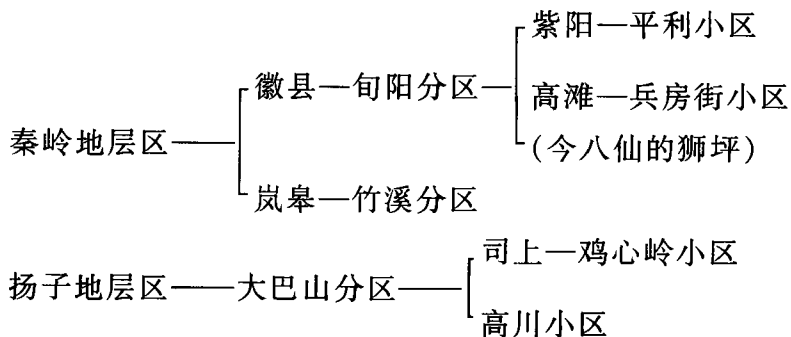 紫阳—平利小区
徽县—旬阳分区
高滩—兵房街小区
秦岭地层区
(今八仙的狮坪)
岚皋—竹溪分区
司上—鸡心岭小区
扬子地层区——大巴山分区
高川小区